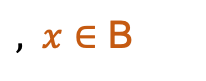 , 𝑥 ∈ B